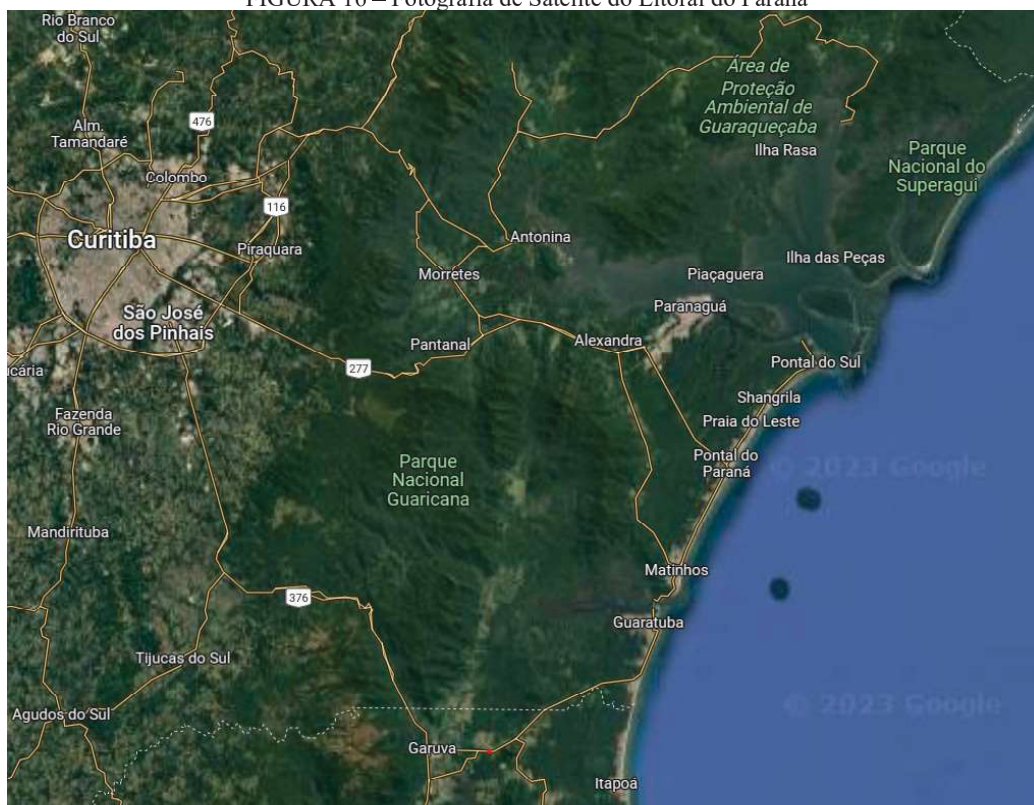 FIGURA 16 – Fotografia de Satélite do Litoral do Paraná
Rio Branco
do Sul
Área de
Proteção
Ambiental de
Guaraqueçaba
476
Alm.
Tamandaré
Ilha Rasa
Parque
Nacional do
Superagui
Colombo
116
Curitiba
Piraquara
Antonina
Ilha das Peças
Morretes
Piaçaguera
Paranaguá
São José
dos Pinhais
Pantanal
Alexandra
277
Pontal do Sul
ucária
Shangrila
Fazenda
Rio Grande
Praia do Leste
Pontal do
Paraná
Parque
Nacional
Guaricana
© 2023 Google
Mandirituba
Matinhos
376
Guaratuba
Tijucas do Sul
Agudos do Sul
© 2023 Google
Garuva
Itapoá